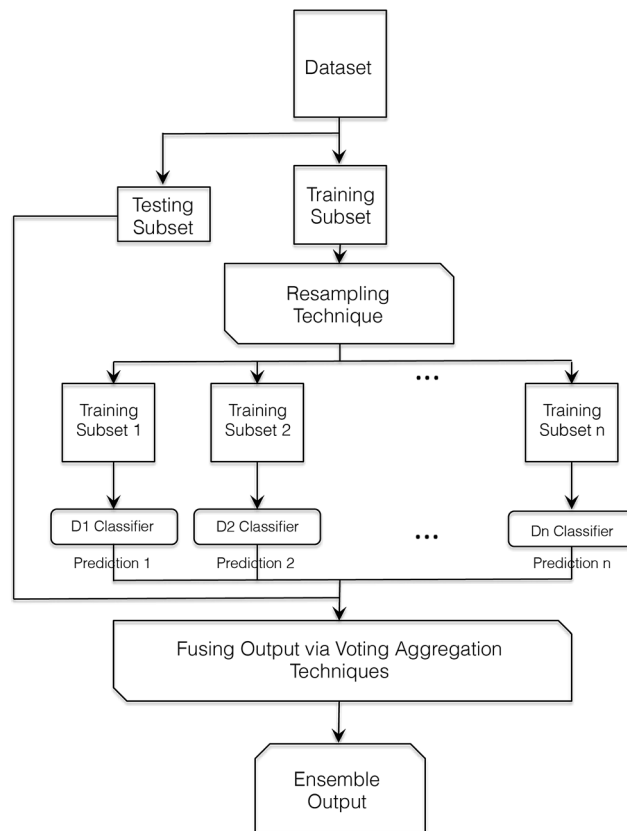 Dataset
Testing
Subset
Training
Subset
Resampling
Technique
...
Training
Subset 1
Training
Subset 2
Training
Subset n
D1 Classifier
D2 Classifier
...
Dn Classifier
Prediction 1
Prediction 2
Prediction n
Fusing Output via Voting Aggregation
Techniques
Ensemble
Output